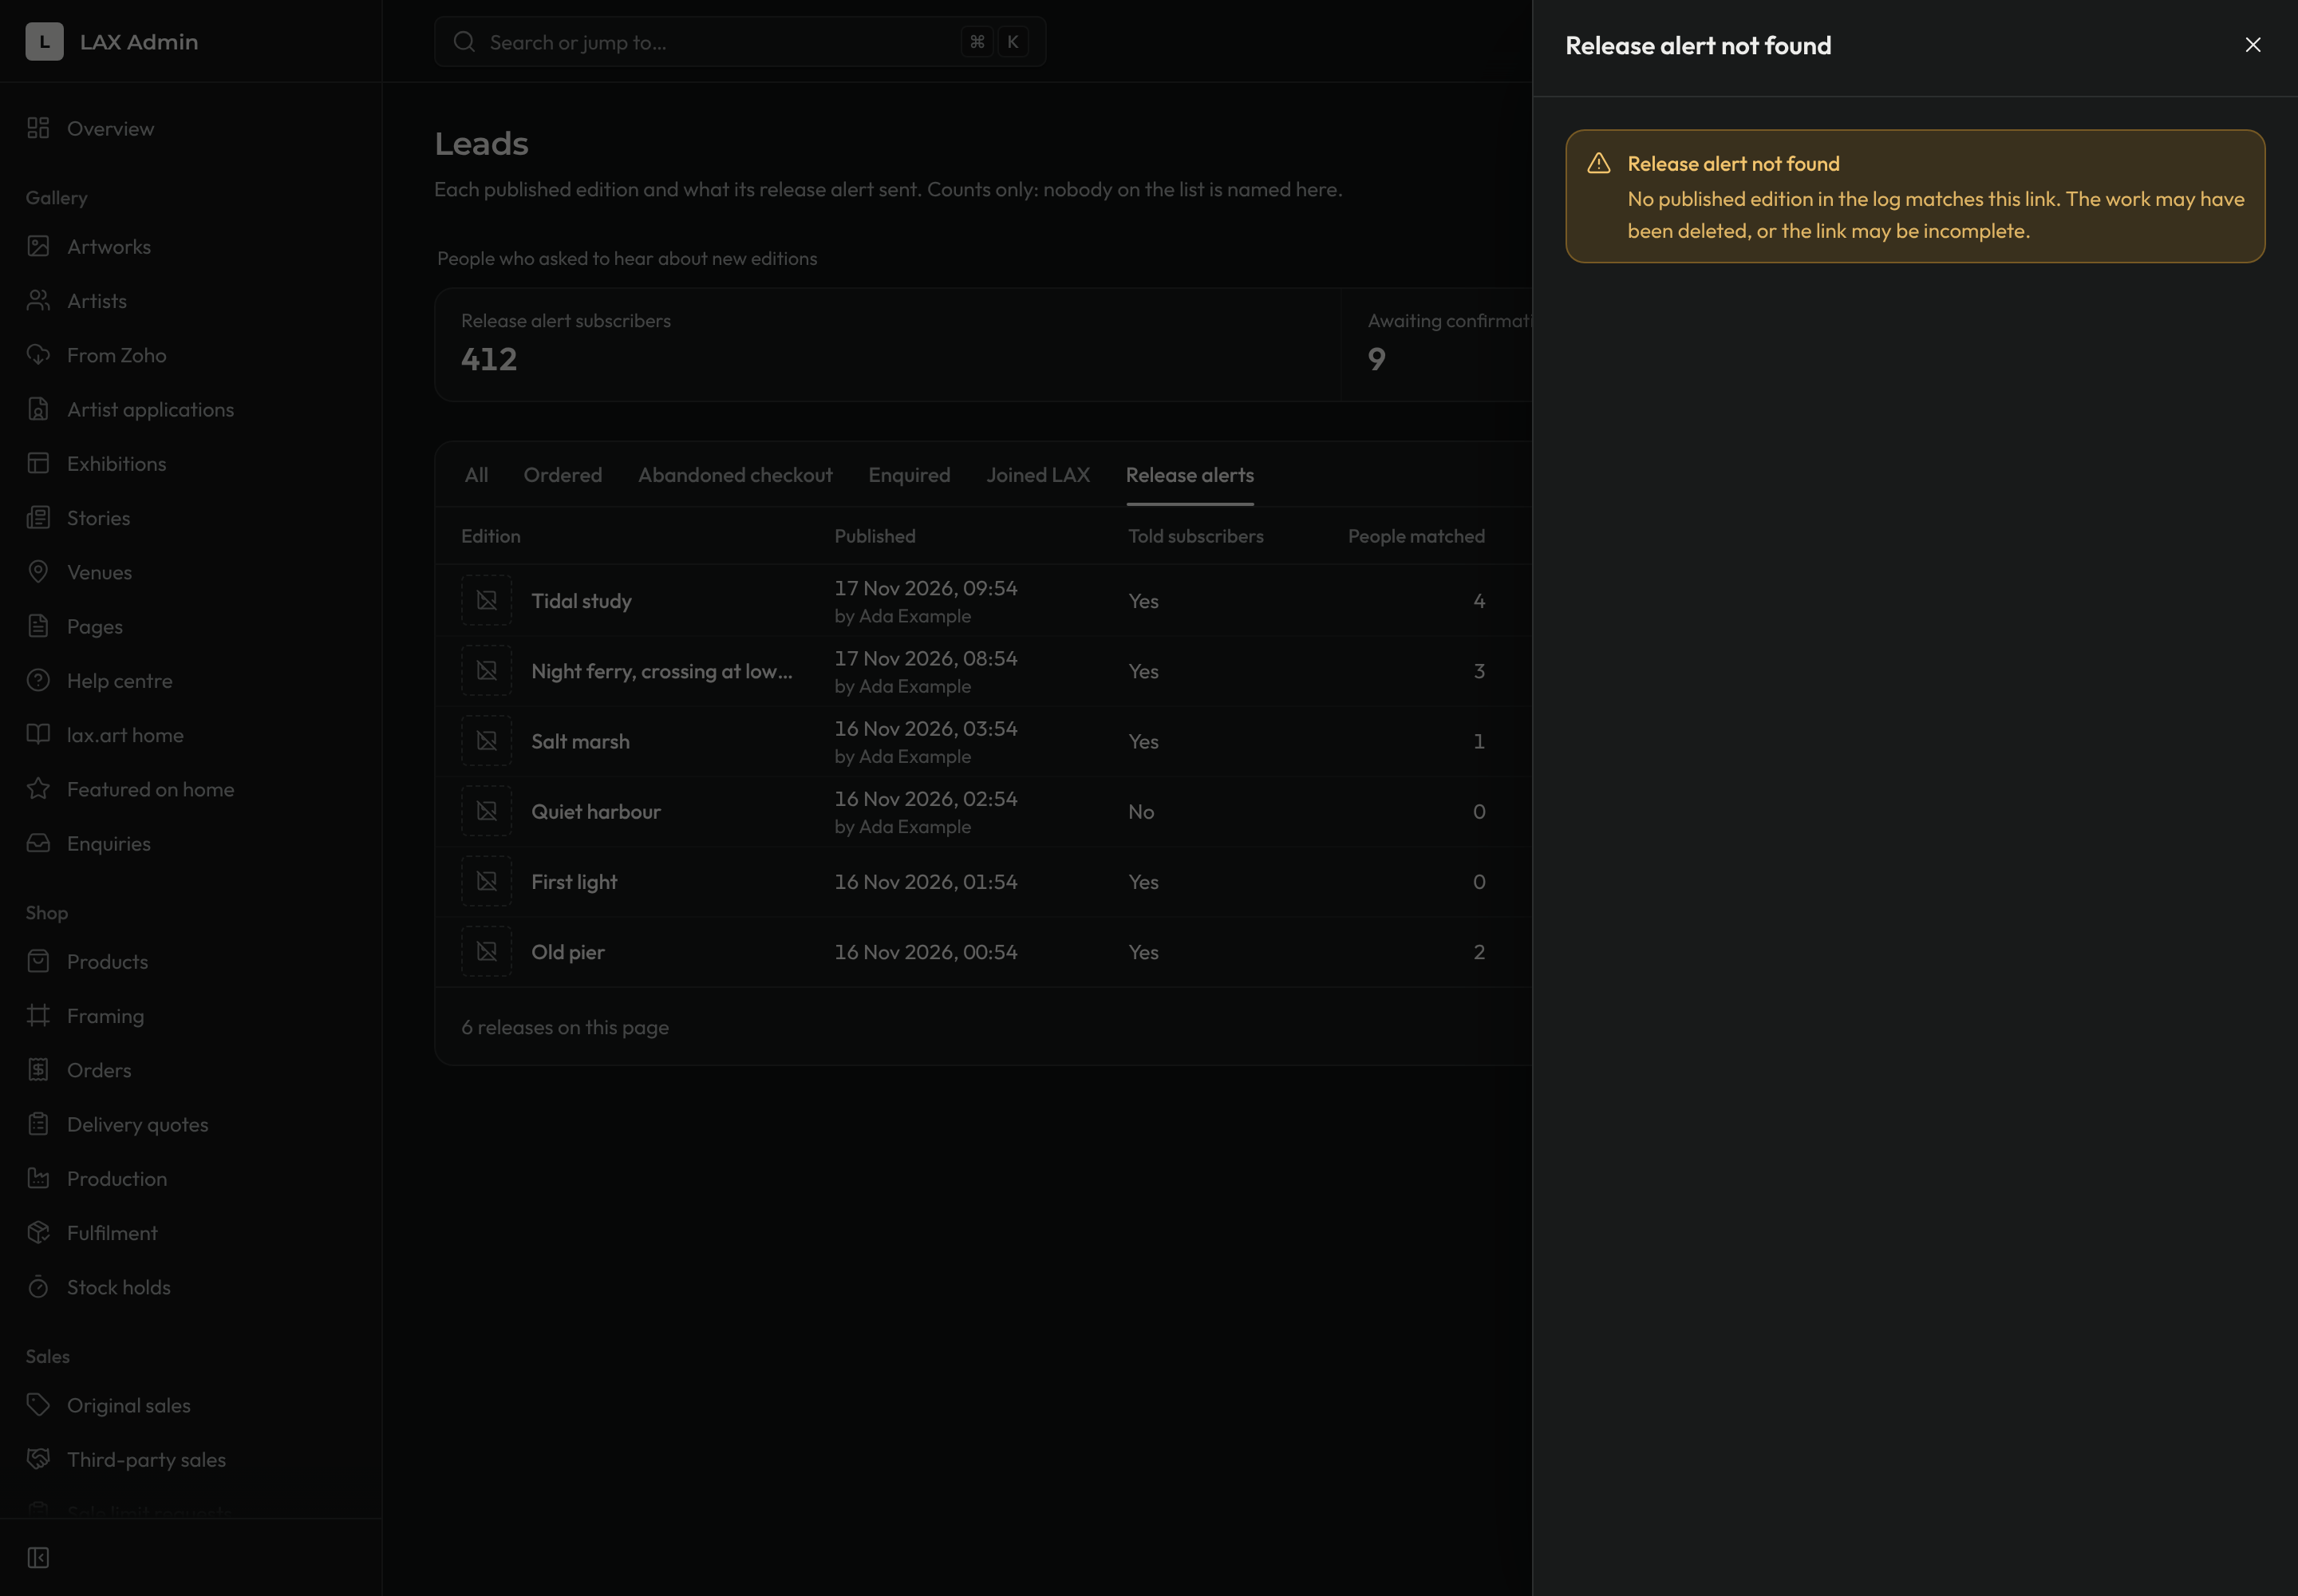 L LAX Admin
Search or jump to...
⌘ K
Overview
Gallery
Artworks
Artists
From Zoho
Artist applications
Exhibitions
Stories
Venues
Pages
Help centre
lax.art home
Featured on home
Enquiries
Shop
Products
Framing
Orders
Delivery quotes
Production
Fulfilment
Stock holds
Sales
Original sales
Third-party sales
Leads
Each published edition and what its release alert sent. Counts only: nobody on the list is named here.
People who asked to hear about new editions
Release alert subscribers
412
Awaiting
9
All Ordered Abandoned checkout Enquired Joined LAX Release alerts
Edition Published Told subscribers People matched
Tidal study 17 Nov 2026, 09:54 by Ada Example Yes 4
Night ferry, crossing at low... 17 Nov 2026, 08:54 by Ada Example Yes 3
Salt marsh 16 Nov 2026, 03:54 by Ada Example Yes 1
Quiet harbour 16 Nov 2026, 02:54 by Ada Example No 0
First light 16 Nov 2026, 01:54 Yes 0
Old pier 16 Nov 2026, 00:54 Yes 2
6 releases on this page
Release alert not found
Release alert not found
No published edition in the log matches this link. The work may have
been deleted, or the link may be incomplete.